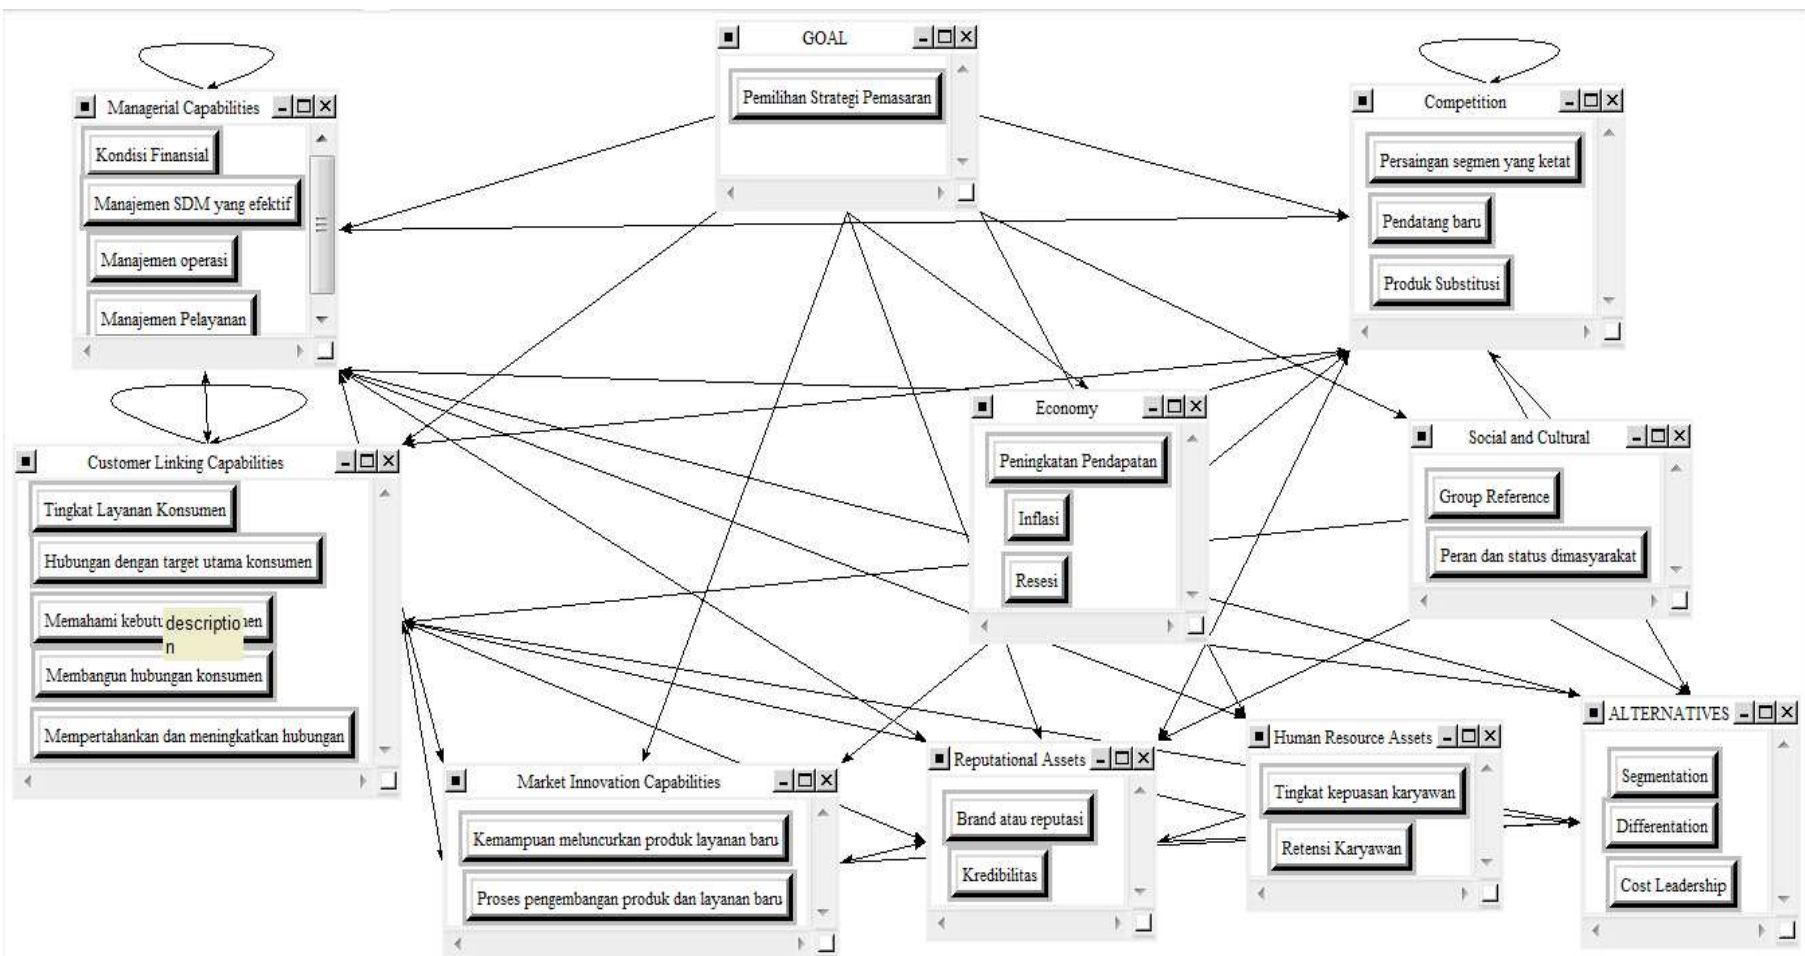 GOAL
Pemilihan Strategi Pemasaran
Managerial Capabilities
Kondisi Finansial
Manajemen SDM yang efektif
Manajemen operasi
Manajemen Pelayanan
Competition
Persaingan segmen yang ketat
Pendatang baru
Produk Substitusi
Customer Linking Capabilities
Tingkat Layanan Konsumen
Hubungan dengan target utama konsumen
Memahami
descriptio
n
Membangun hubungan konsumen
Mempertahankan dan meningkatkan hubungan
Economy
Peningkatan Pendapatan
Inflasi
Resesi
Social and Cultural
Group Reference
Peran dan status dimasyarakat
Market Innovation Capabilities
Kemampuan meluncurkan produk layanan baru
Proses pengembangan produk dan layanan baru
Reputational Assets
Brand atau reputasi
Kredibilitas
Human Resource Assets
Tingkat kepuasan karyawan
Retensi Karyawan
ALTERNATIVES
Segmentation
Differentation
Cost Leadership